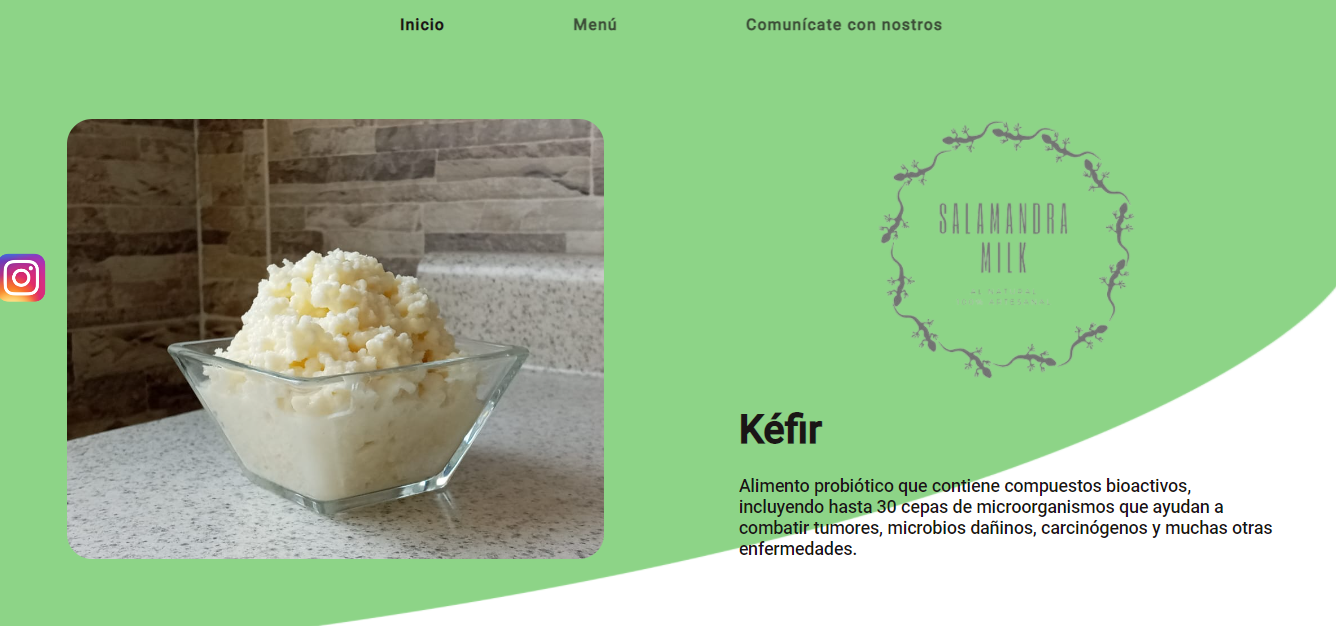 Inicio
Menú
Comunícate con nostros
SALAMANDRA
MILK
Kéfir
Alimento probiótico que contiene compuestos bioactivos,
incluyendo hasta 30 cepas de microorganismos que ayudan a
combatir tumores, microbios dañinos, carcinógenos y muchas otras
enfermedades.